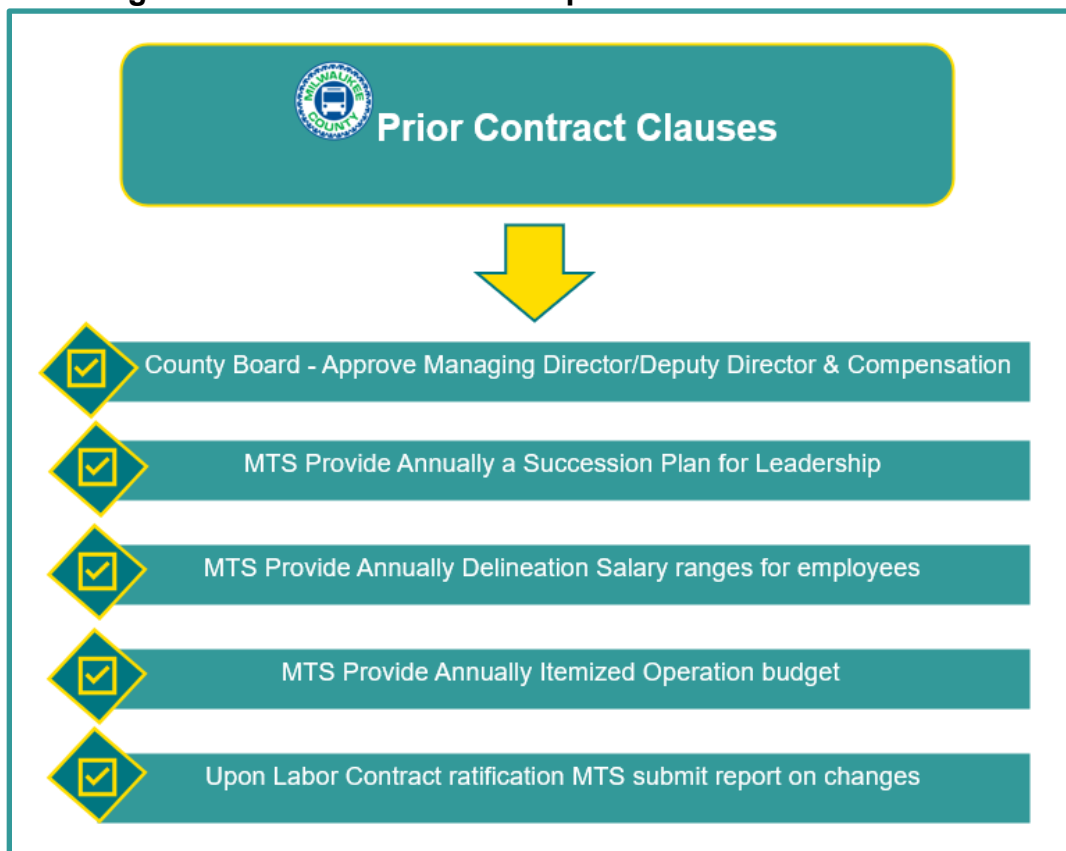 MILWAUKEE
COUNTY
Prior Contract Clauses
County Board - Approve Managing Director/Deputy Director & Compensation
MTS Provide Annually a Succession Plan for Leadership
MTS Provide Annually Delineation Salary ranges for employees
MTS Provide Annually Itemized Operation budget
Upon Labor Contract ratification MTS submit report on changes